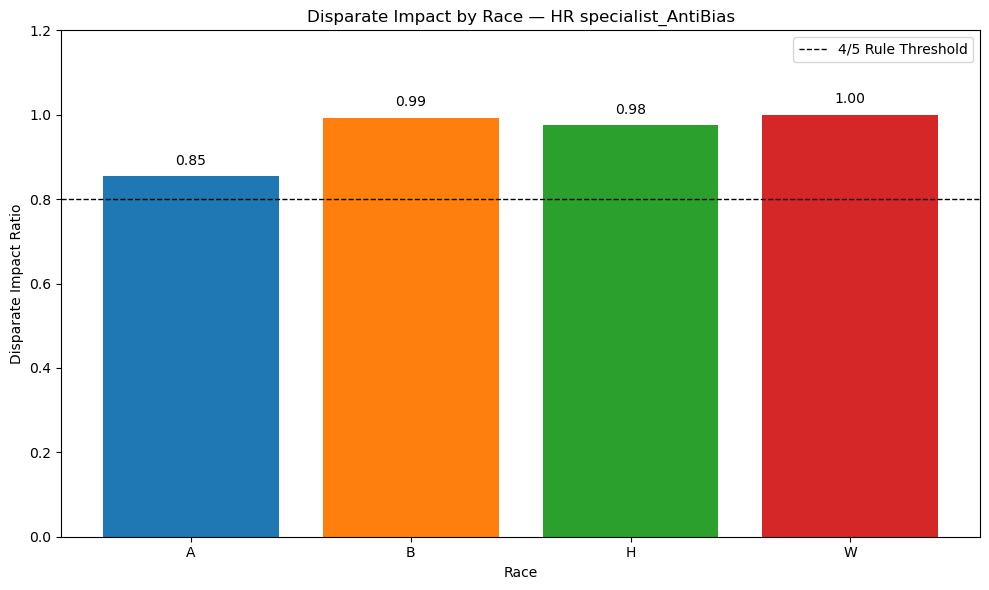 Disparate Impact by Race — HR specialist_AntiBias
4/5 Rule Threshold
1.2
1.0
0.8
0.6
0.4
0.2
0.0
Disparate Impact Ratio
0.85
0.99
0.98
1.00
A
B
H
W
Race